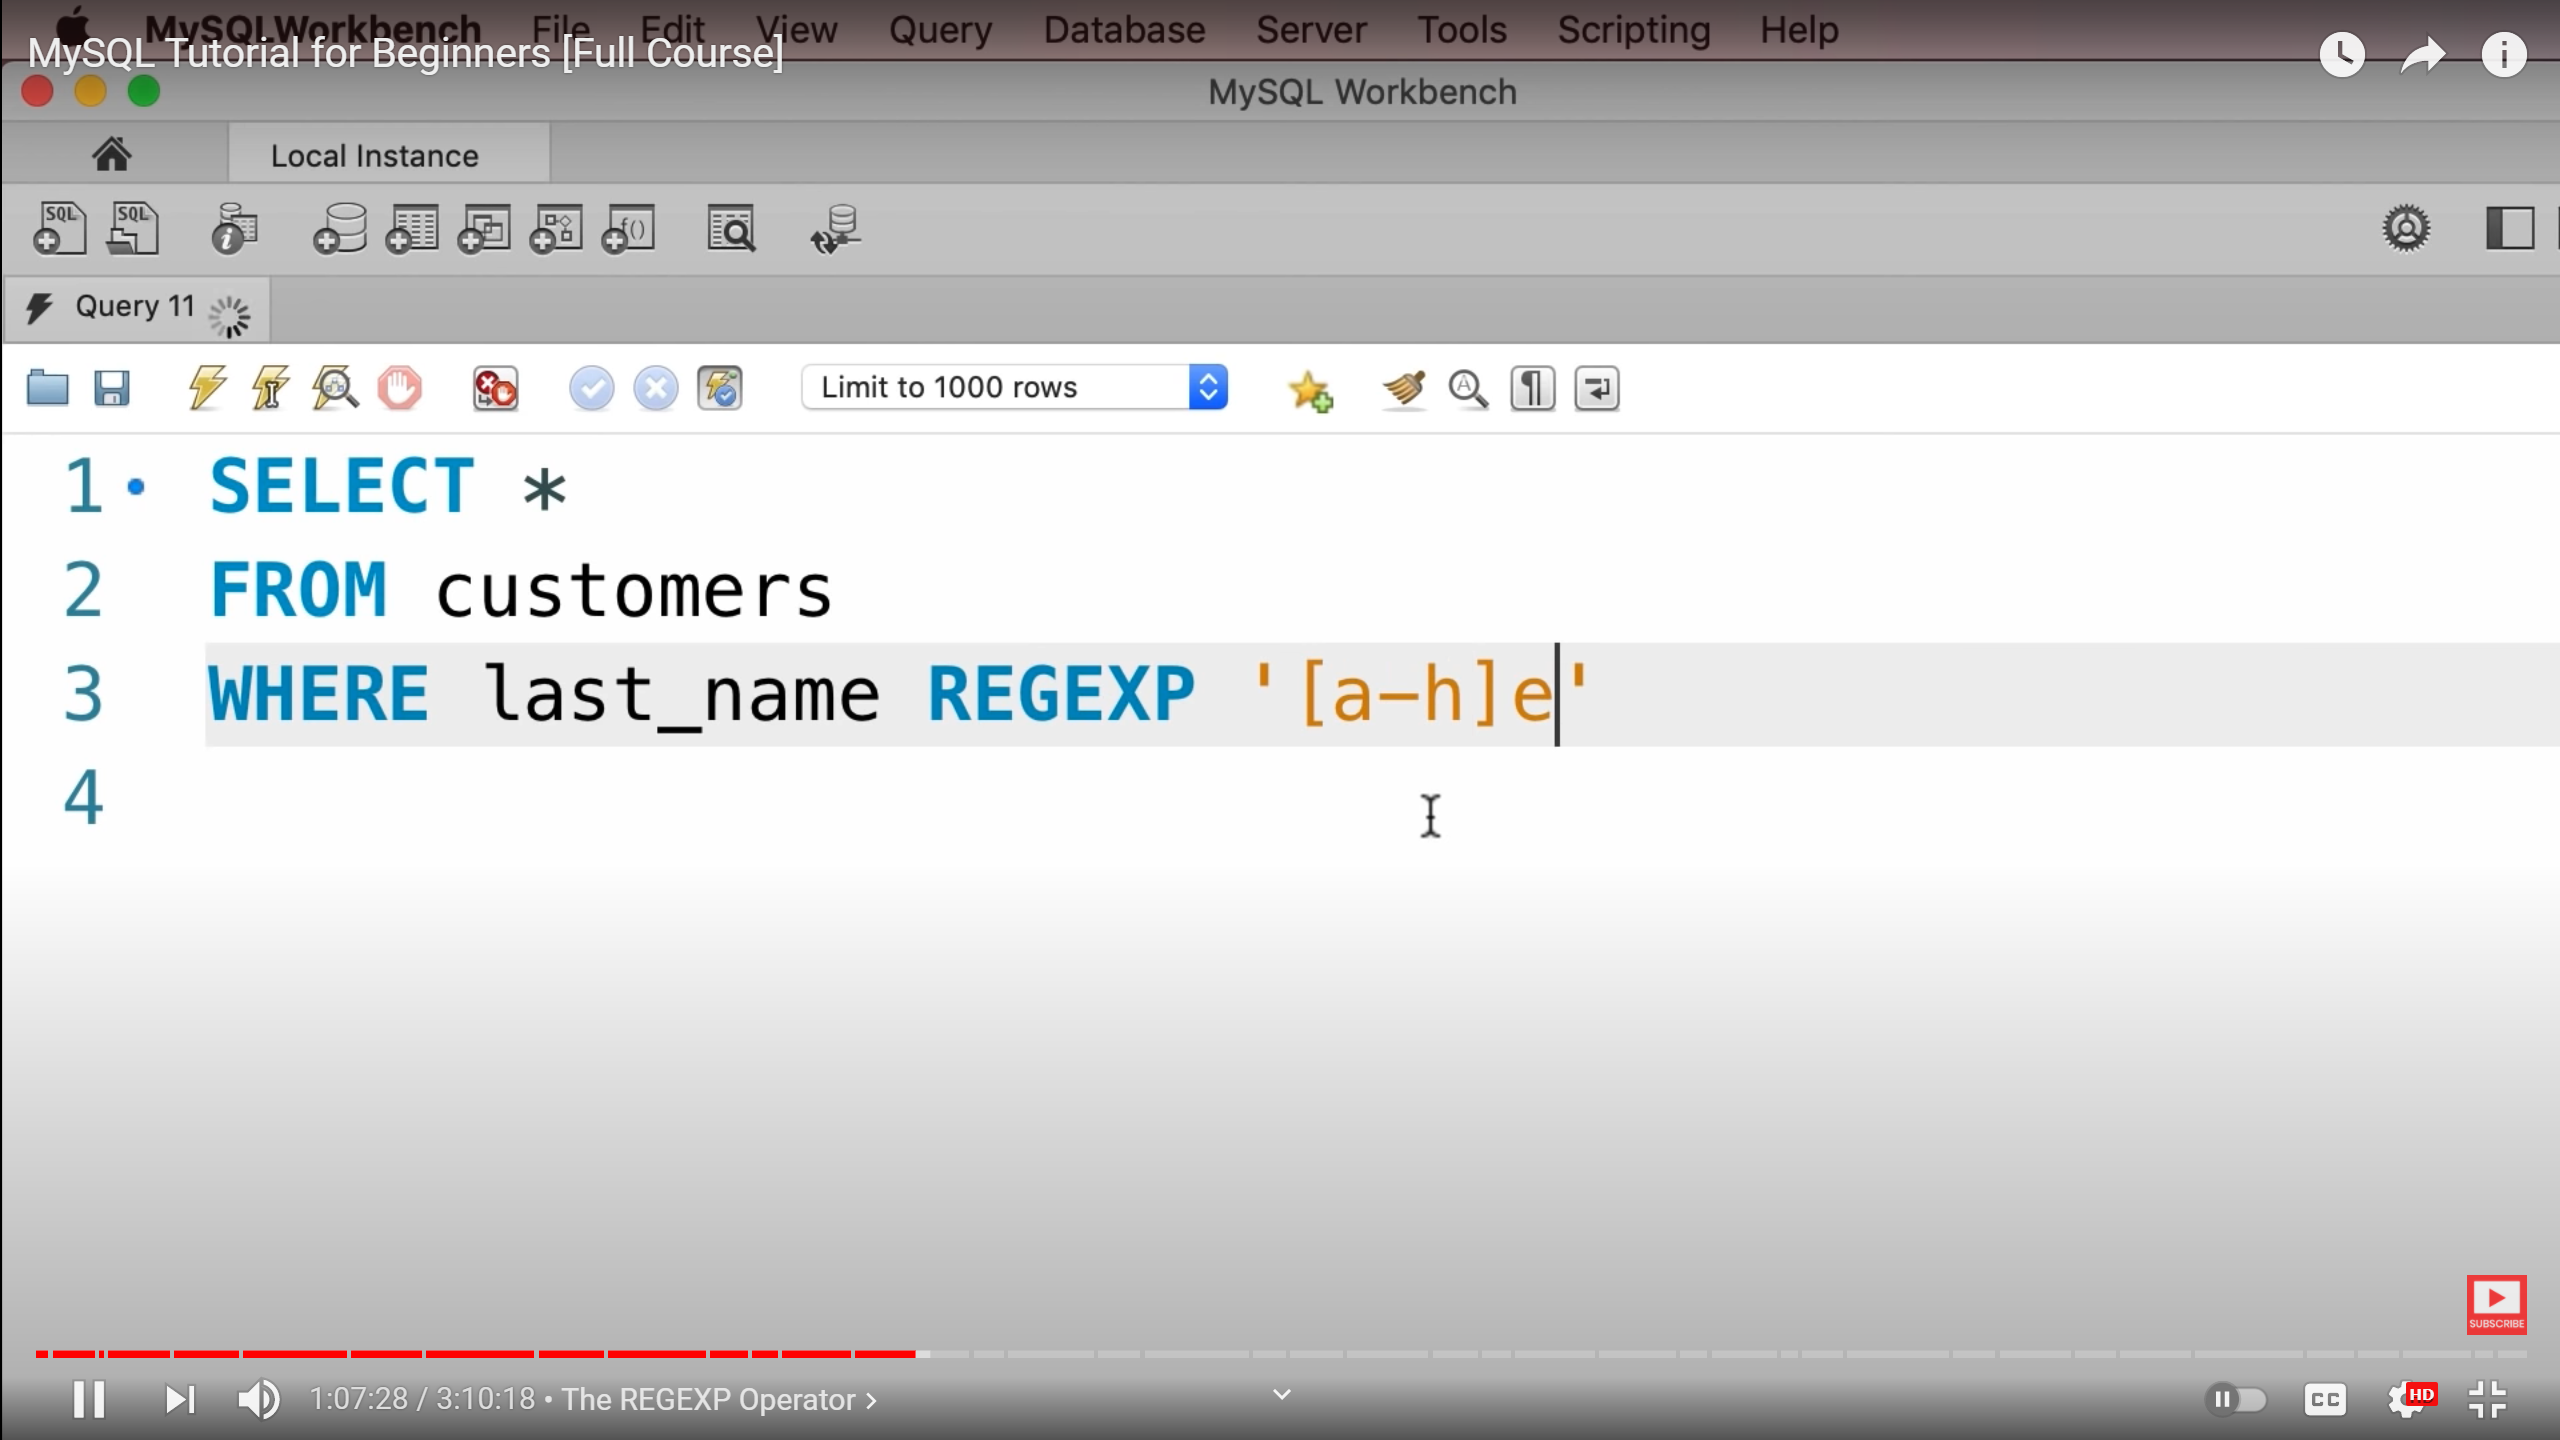 MySQLWorkbench File Edit View Query Database Server Tools Scripting Help
MySQL Tutorial for Beginners [Full Course]
MySQL Workbench
Local Instance
SQL SQL f()
Query 11
Limit to 1000 rows
1 SELECT *
2 FROM customers
3 WHERE last_name REGEXP '[a-h]e'
4
SUBSCRIBE
1:07:28 / 3:10:18 • The REGEXP Operator ›
CC HD